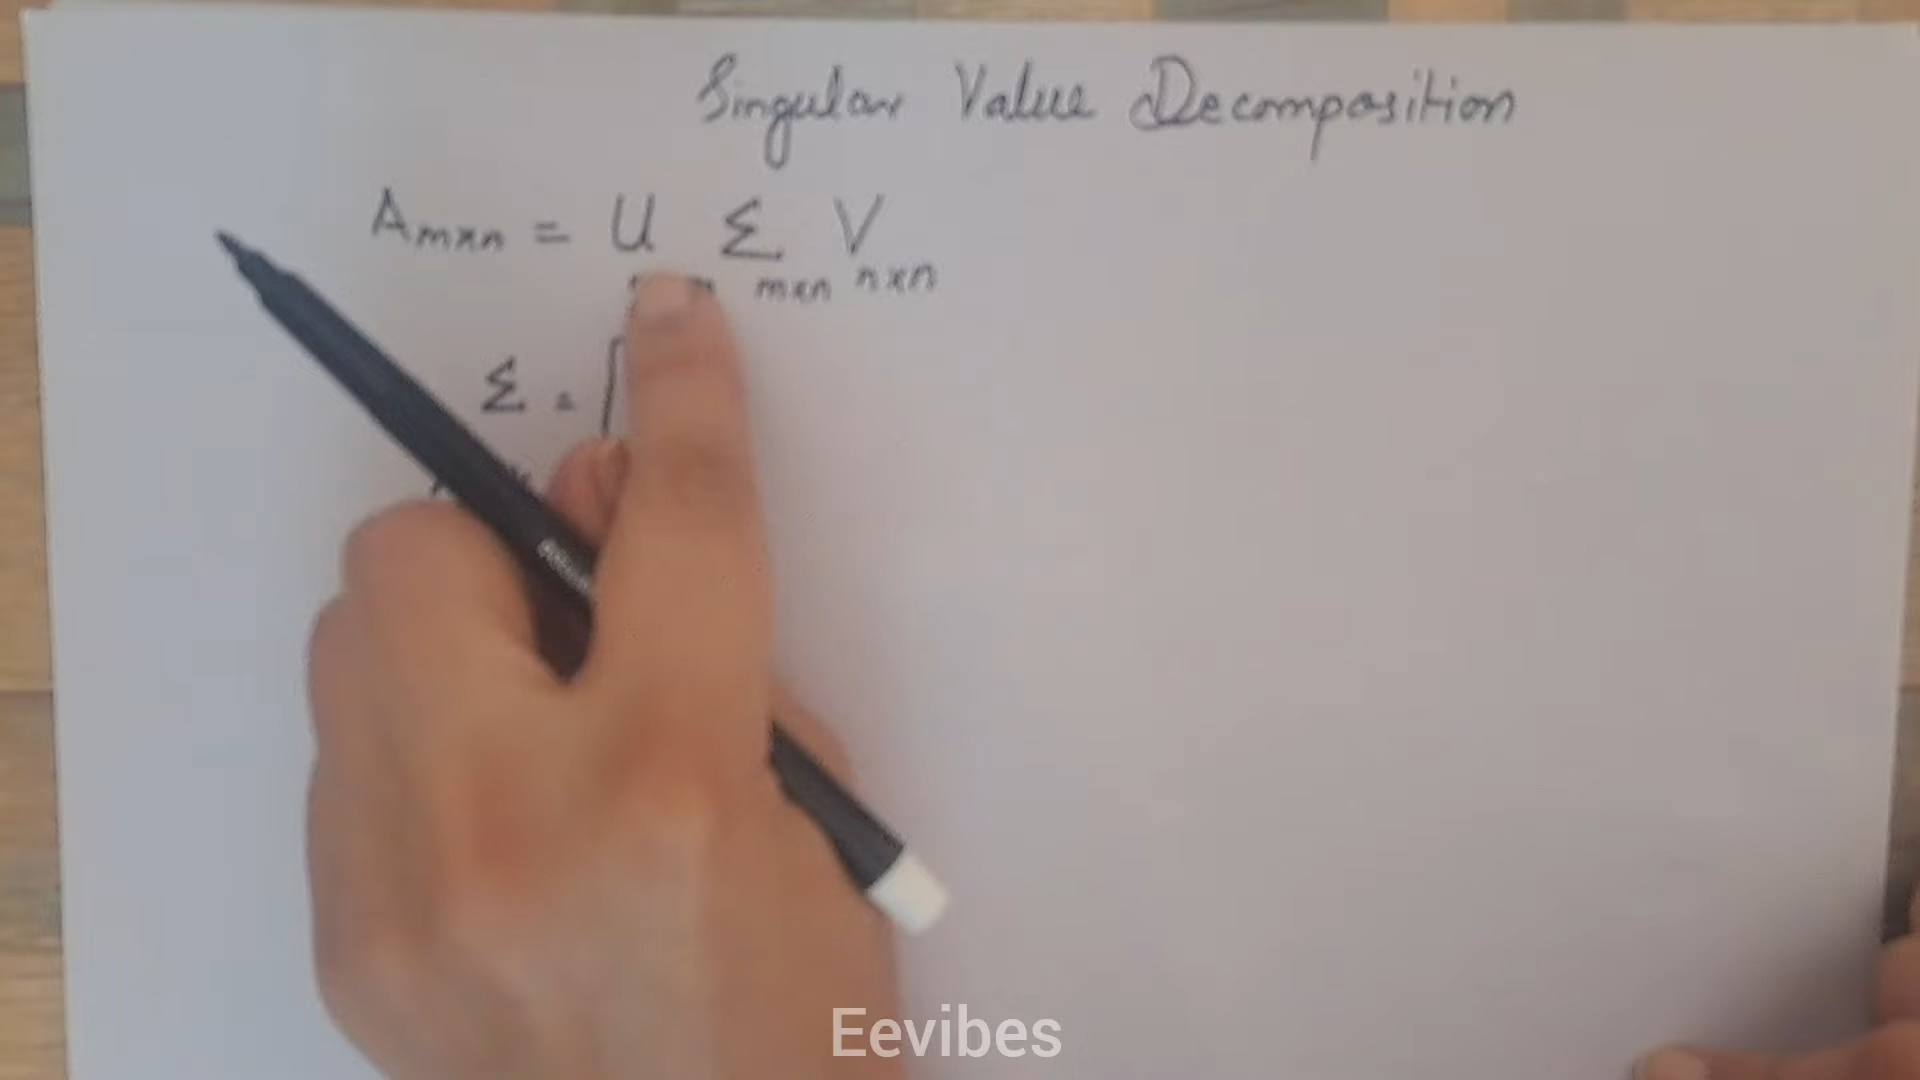 Singular Value Decomposition
Amxn = U Σ V
mxn nxn
Σ = [
Eevibes